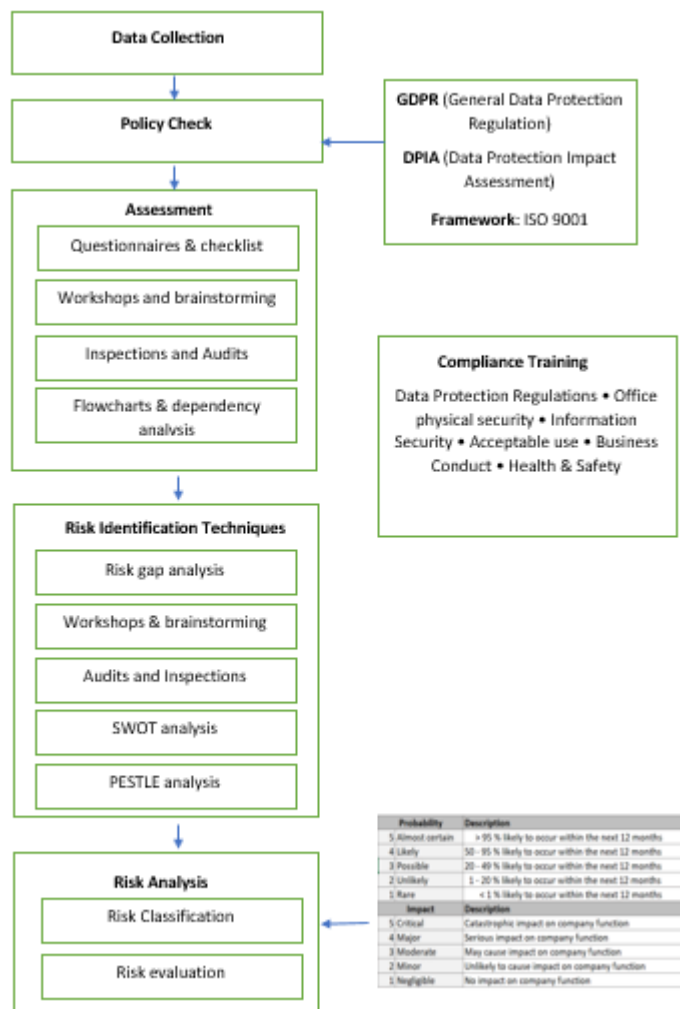 Data Collection
Policy Check
GDPR (General Data Protection
Regulation)
DPIA (Data Protection Impact
Assessment)
Framework: ISO 9001
Assessment
Questionnaires & checklist
Workshops and brainstorming
Inspections and Audits
Flowcharts & dependency
analysis
Compliance Training
Data Protection Regulations • Office
physical security • Information
Security • Acceptable use • Business
Conduct • Health & Safety
Risk Identification Techniques
Risk gap analysis
Workshops & brainstorming
Audits and Inspections
SWOT analysis
PESTLE analysis
Probability Description
5 Almost certain > 95 % likely to occur within the next 12 months
4 Likely 50 - 95 % likely to occur within the next 12 months
3 Possible 20 - 49 % likely to occur within the next 12 months
2 Unlikely 1 - 20 % likely to occur within the next 12 months
1 Rare < 1 % likely to occur within the next 12 months
Impact Description
5 Critical Catastrophic impact on company function
4 Major Serious impact on company function
3 Moderate May cause impact on company function
2 Minor Unlikely to cause impact on company function
1 Negligible No impact on company function
Risk Analysis
Risk Classification
Risk evaluation